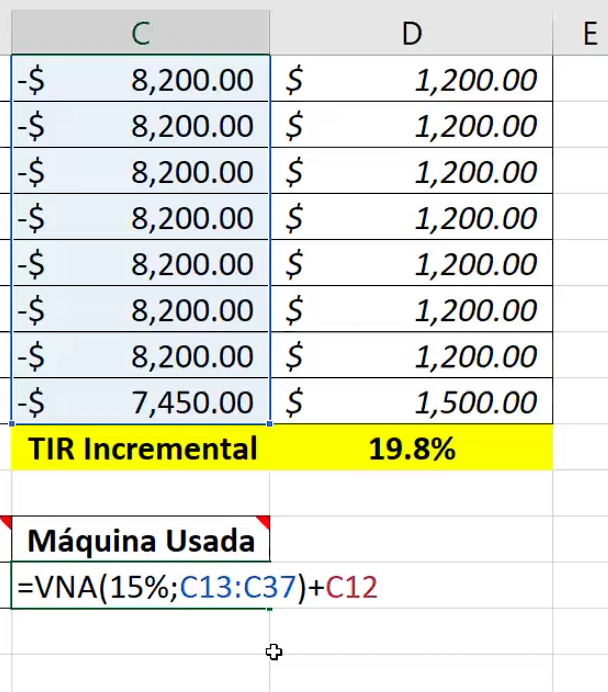 C D E
-$ 8,200.00 $ 1,200.00
-$ 8,200.00 $ 1,200.00
-$ 8,200.00 $ 1,200.00
-$ 8,200.00 $ 1,200.00
-$ 8,200.00 $ 1,200.00
-$ 8,200.00 $ 1,200.00
-$ 8,200.00 $ 1,200.00
-$ 7,450.00 $ 1,500.00
TIR Incremental 19.8%
Máquina Usada
=VNA(15%;C13:C37)+C12